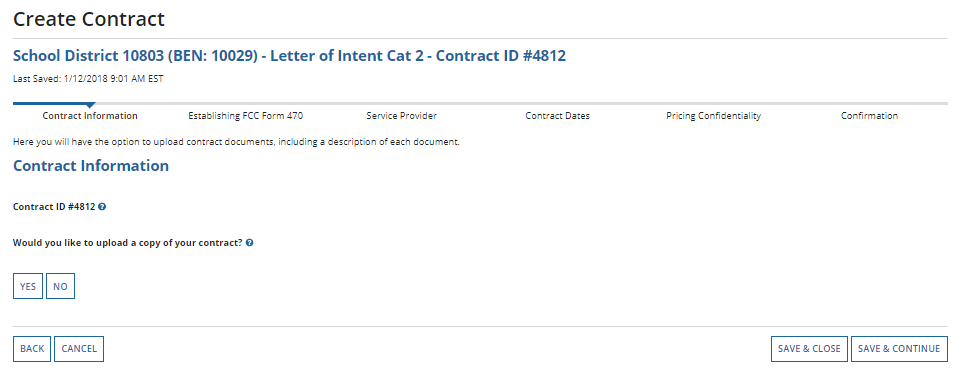 Create Contract
School District 10803 (BEN: 10029) - Letter of Intent Cat 2 - Contract ID #4812
Last Saved: 1/12/2018 9:01 AM EST
Contract Information Establishing FCC Form 470 Service Provider Contract Dates Pricing Confidentiality Confirmation
Here you will have the option to upload contract documents, including a description of each document.
Contract Information
Contract ID #4812 ?
Would you like to upload a copy of your contract? ?
YES NO
BACK CANCEL SAVE & CLOSE SAVE & CONTINUE